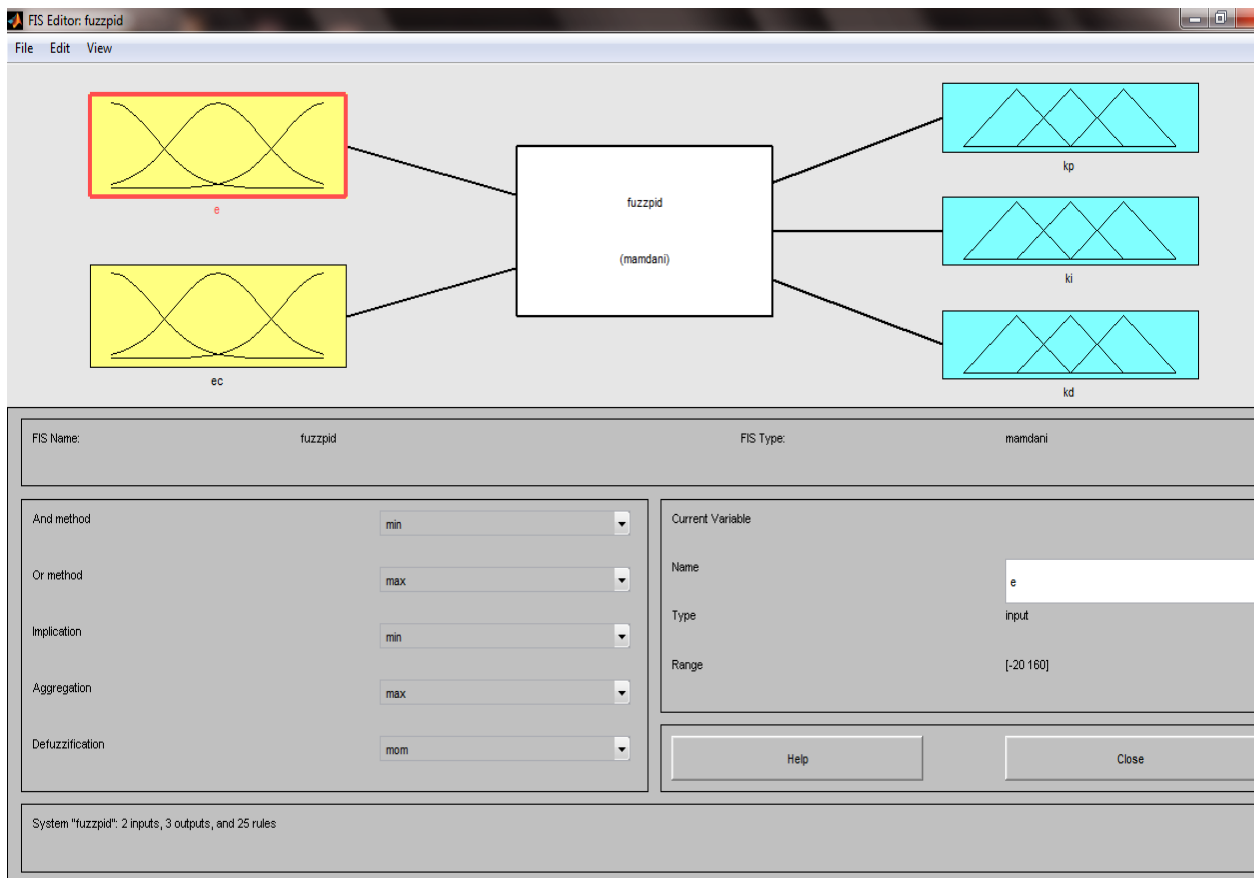 FIS Editor: fuzzpid
File Edit View
e
ec
fuzzpid
(mamdani)
kp
ki
kd
FIS Name: fuzzpid FIS Type: mamdani
And method min
Or method max
Implication min
Aggregation max
Defuzzification mom
Current Variable
Name e
Type input
Range [-20 160]
Help Close
System "fuzzpid": 2 inputs, 3 outputs, and 25 rules